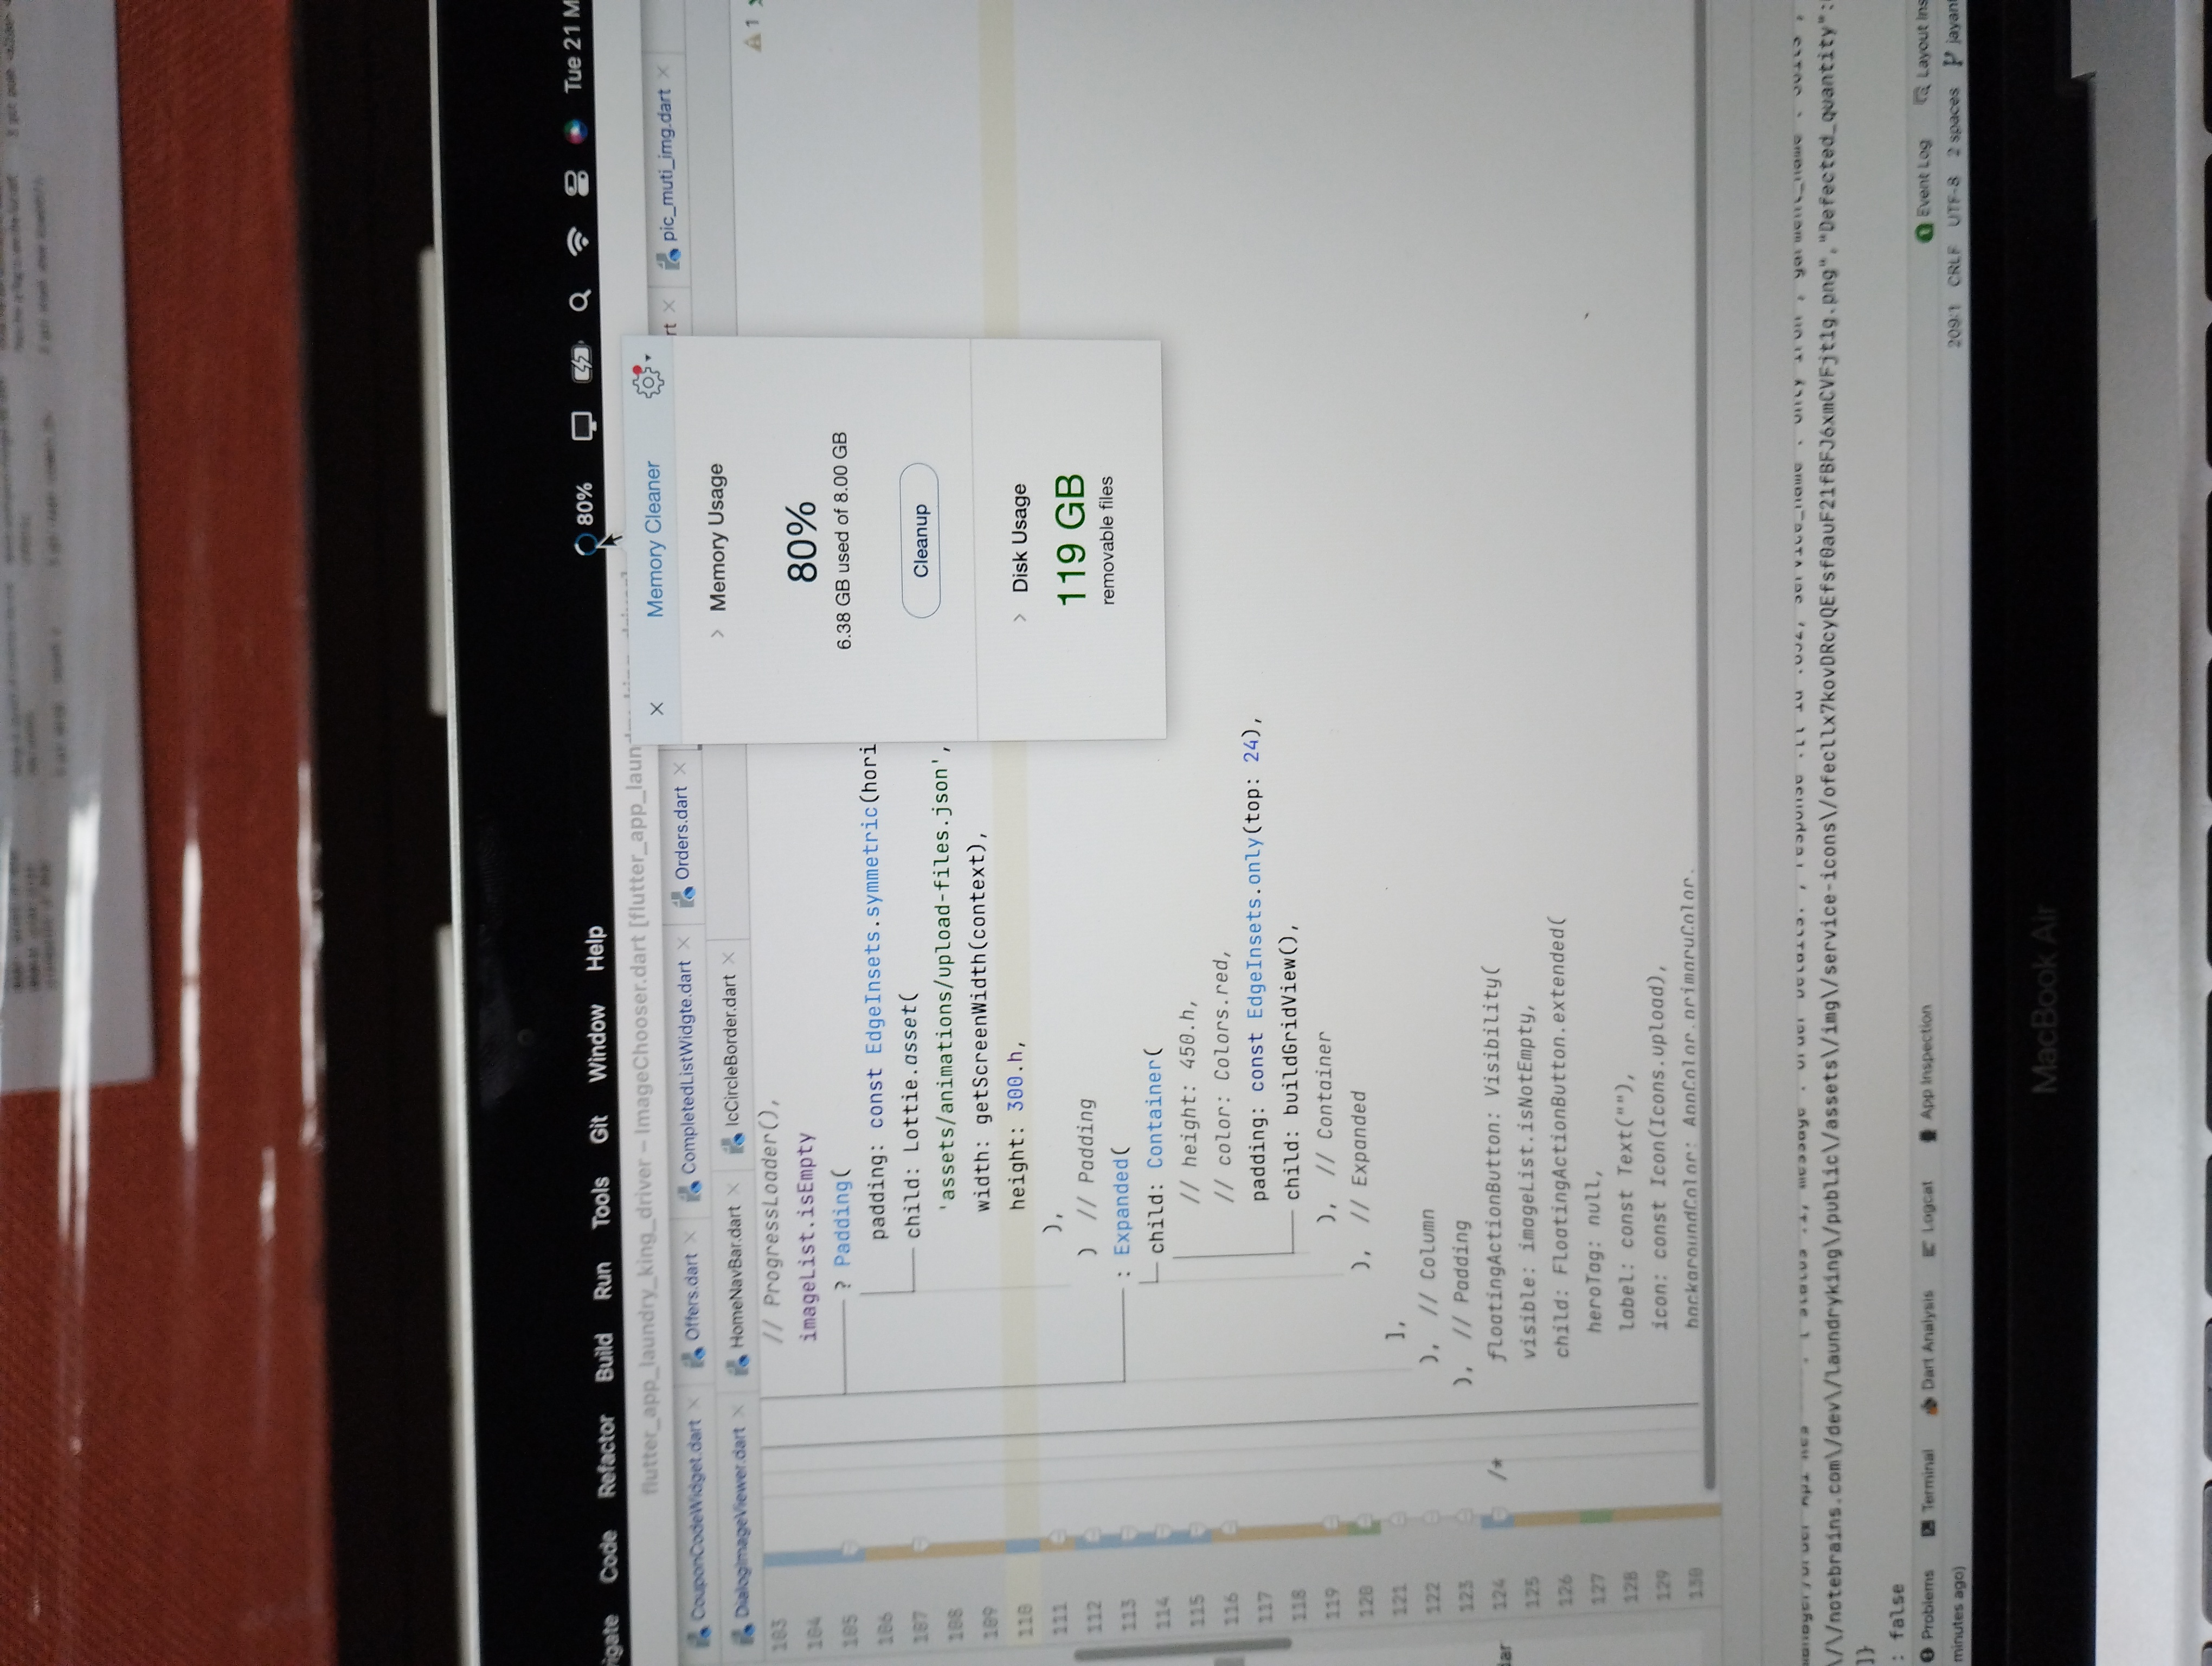 Code Refactor Build Run Tools Git Window Help 80% Tue 21 M
flutter_app_laundry_king_driver – ImageChooser.dart
CouponCodeWidget.dart Offers.dart CompletedListWidgte.dart Orders.dart rt pic_muti_img.dart
DialogImageViewer.dart HomeNavBar.dart IcCircleBorder.dart
1
Memory Cleaner
Memory Usage
80%
6.38 GB used of 8.00 GB
Cleanup
Disk Usage
119 GB
removable files
103 // ProgressLoader(),
104 imageList.isEmpty
105 ? Padding(
106 padding: const EdgeInsets.symmetric(hori
107 child: Lottie.asset(
108 'assets/animations/upload-files.json',
109 width: getScreenWidth(context),
110 height: 300.h,
111 ),
112 ) // Padding
113 : Expanded(
114 child: Container(
115 // height: 450.h,
116 // color: Colors.red,
117 padding: const EdgeInsets.only(top: 24),
118 child: buildGridView(),
119 ), // Container
120 ), // Expanded
121 ],
122 ), // Column
123 ), // Padding
124 /* floatingActionButton: Visibility(
125 visible: imageList.isNotEmpty,
126 child: FloatingActionButton.extended(
127 heroTag: null,
128 label: const Text(""),
129 icon: const Icon(Icons.upload),
130 backgroundColor: AppColor.primaryColor,
\/\/notebrains.com\/dev\/laundryking\/public\/assets\/img\/service-icons\/ofecllx7kovDRcyQEfsf0auF21fBFJ6xmCVFjt1g.png","Defected_quantity":
]}
: false
Problems Terminal Dart Analysis Logcat App Inspection 1 Event Log Layout Ins
minutes ago) 209:1 CRLF UTF-8 2 spaces jayant
MacBook Air